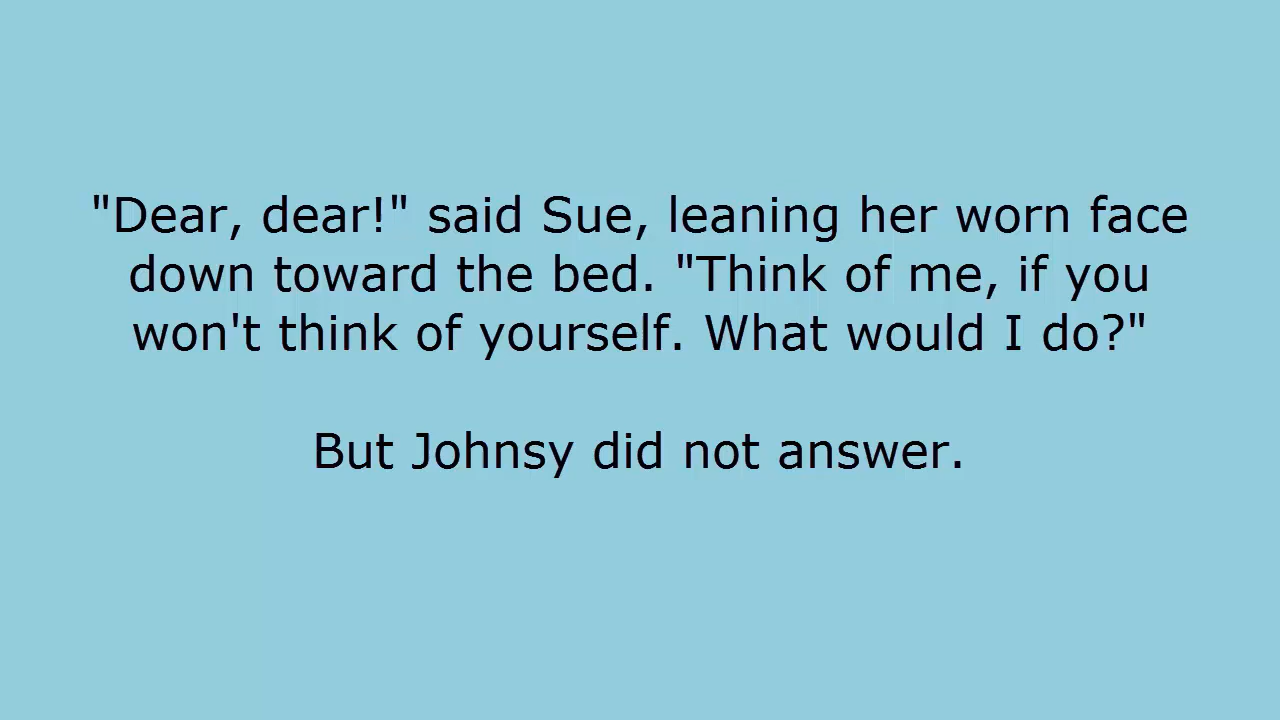 "Dear, dear!" said Sue, leaning her worn face
down toward the bed. "Think of me, if you
won't think of yourself. What would I do?"
But Johnsy did not answer.